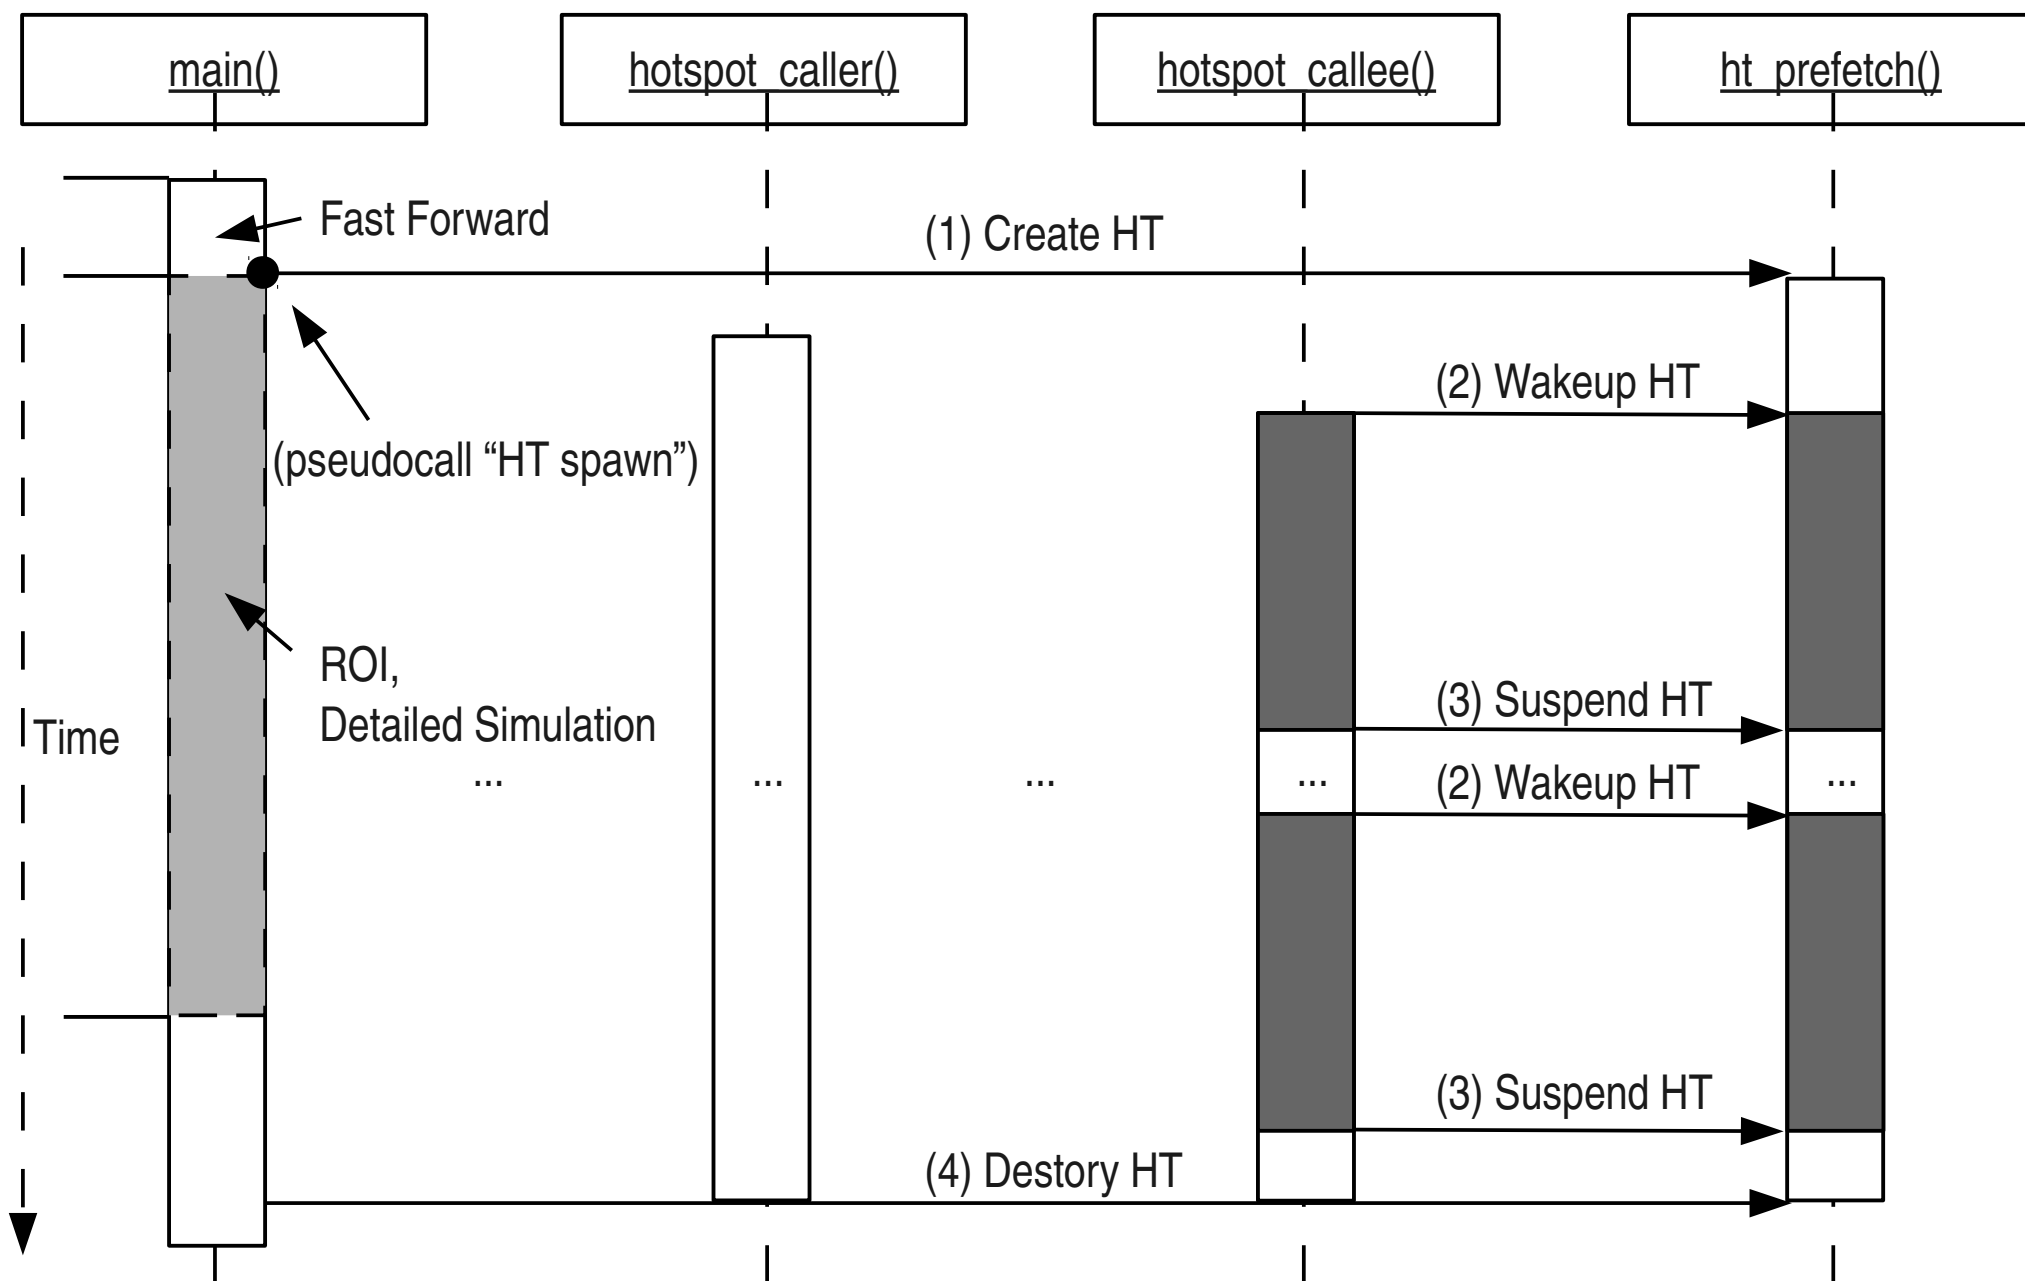 main()
hotspot_caller()
hotspot_callee()
ht_prefetch()
Fast Forward
(1) Create HT
(2) Wakeup HT
(pseudocall “HT spawn”)
ROI,
Detailed Simulation
(3) Suspend HT
Time
...
...
...
...
(2) Wakeup HT
...
(3) Suspend HT
(4) Destory HT